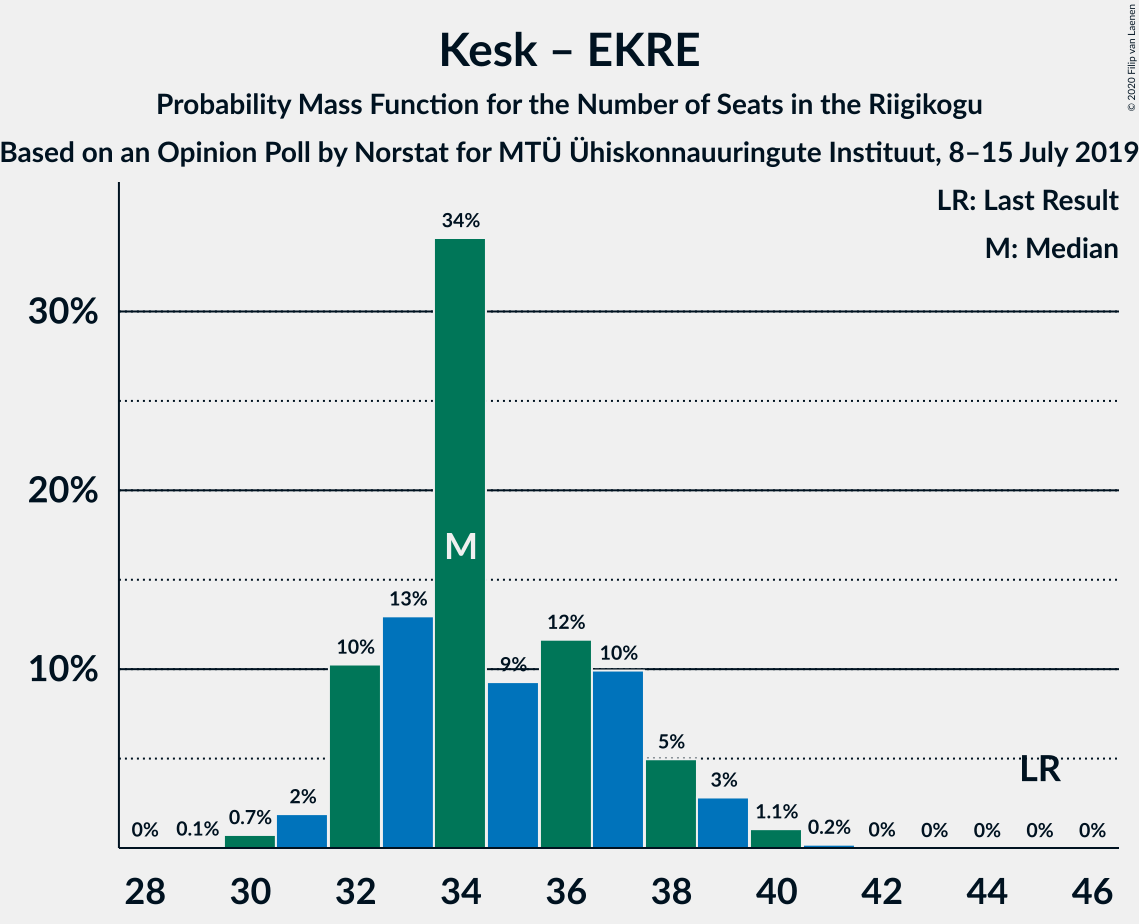 Kesk – EKRE
Probability Mass Function for the Number of Seats in the Riigikogu
Based on an Opinion Poll by Norstat for MTÜ Ühiskonnauuringute Instituut, 8–15 July 2019
© 2020 Filip van Laenen
LR: Last Result
M: Median
34%
30%
20%
M
13%
12%
10%
10%
9%
10%
5%
LR
3%
2%
1.1%
0.7%
0%
0.1%
0.2%
0%
0%
0%
0%
0%
28 30 32 34 36 38 40 42 44 46